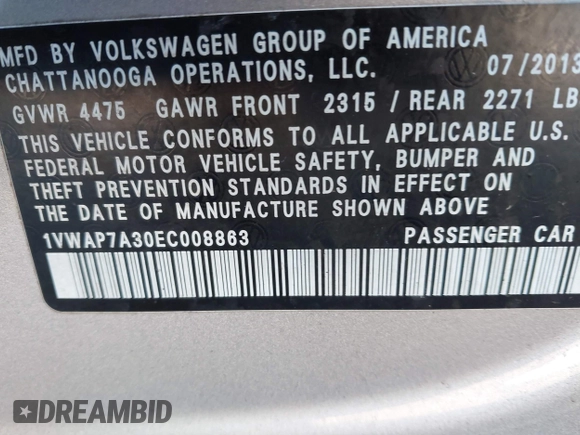 MFD BY VOLKSWAGEN GROUP OF AMERICA
CHATTANOOGA OPERATIONS, LLC. 07/2013
GVWR 4475 GAWR FRONT 2315 / REAR 2271 LB
THIS VEHICLE CONFORMS TO ALL APPLICABLE U.S.
FEDERAL MOTOR VEHICLE SAFETY, BUMPER AND
THEFT PREVENTION STANDARDS IN EFFECT ON
THE DATE OF MANUFACTURE SHOWN ABOVE
1VWAP7A30EC008863 PASSENGER CAR
DREAMBID